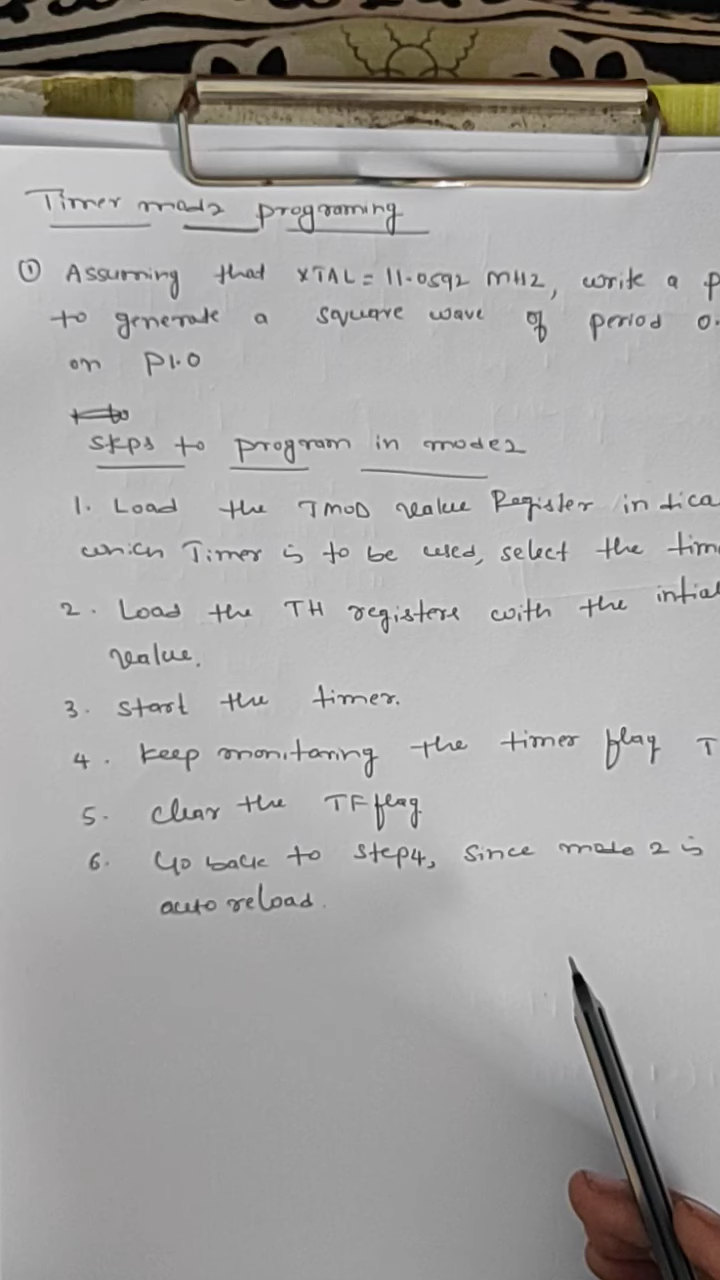 Timer mode2 programing
① Assuming that XTAL = 11.0592 MHZ, write a p
to generate a square wave of period 0.
on P1.0
Steps to program in mode2
1. Load the TMOD value Register indica
which Timer is to be used, select the tim
2. Load the TH registers with the intial
value.
3. start the timer.
4. keep monitaring the timer flag T
5. clear the TF flag
6. Go back to step4, since mode 2 is
auto reload.